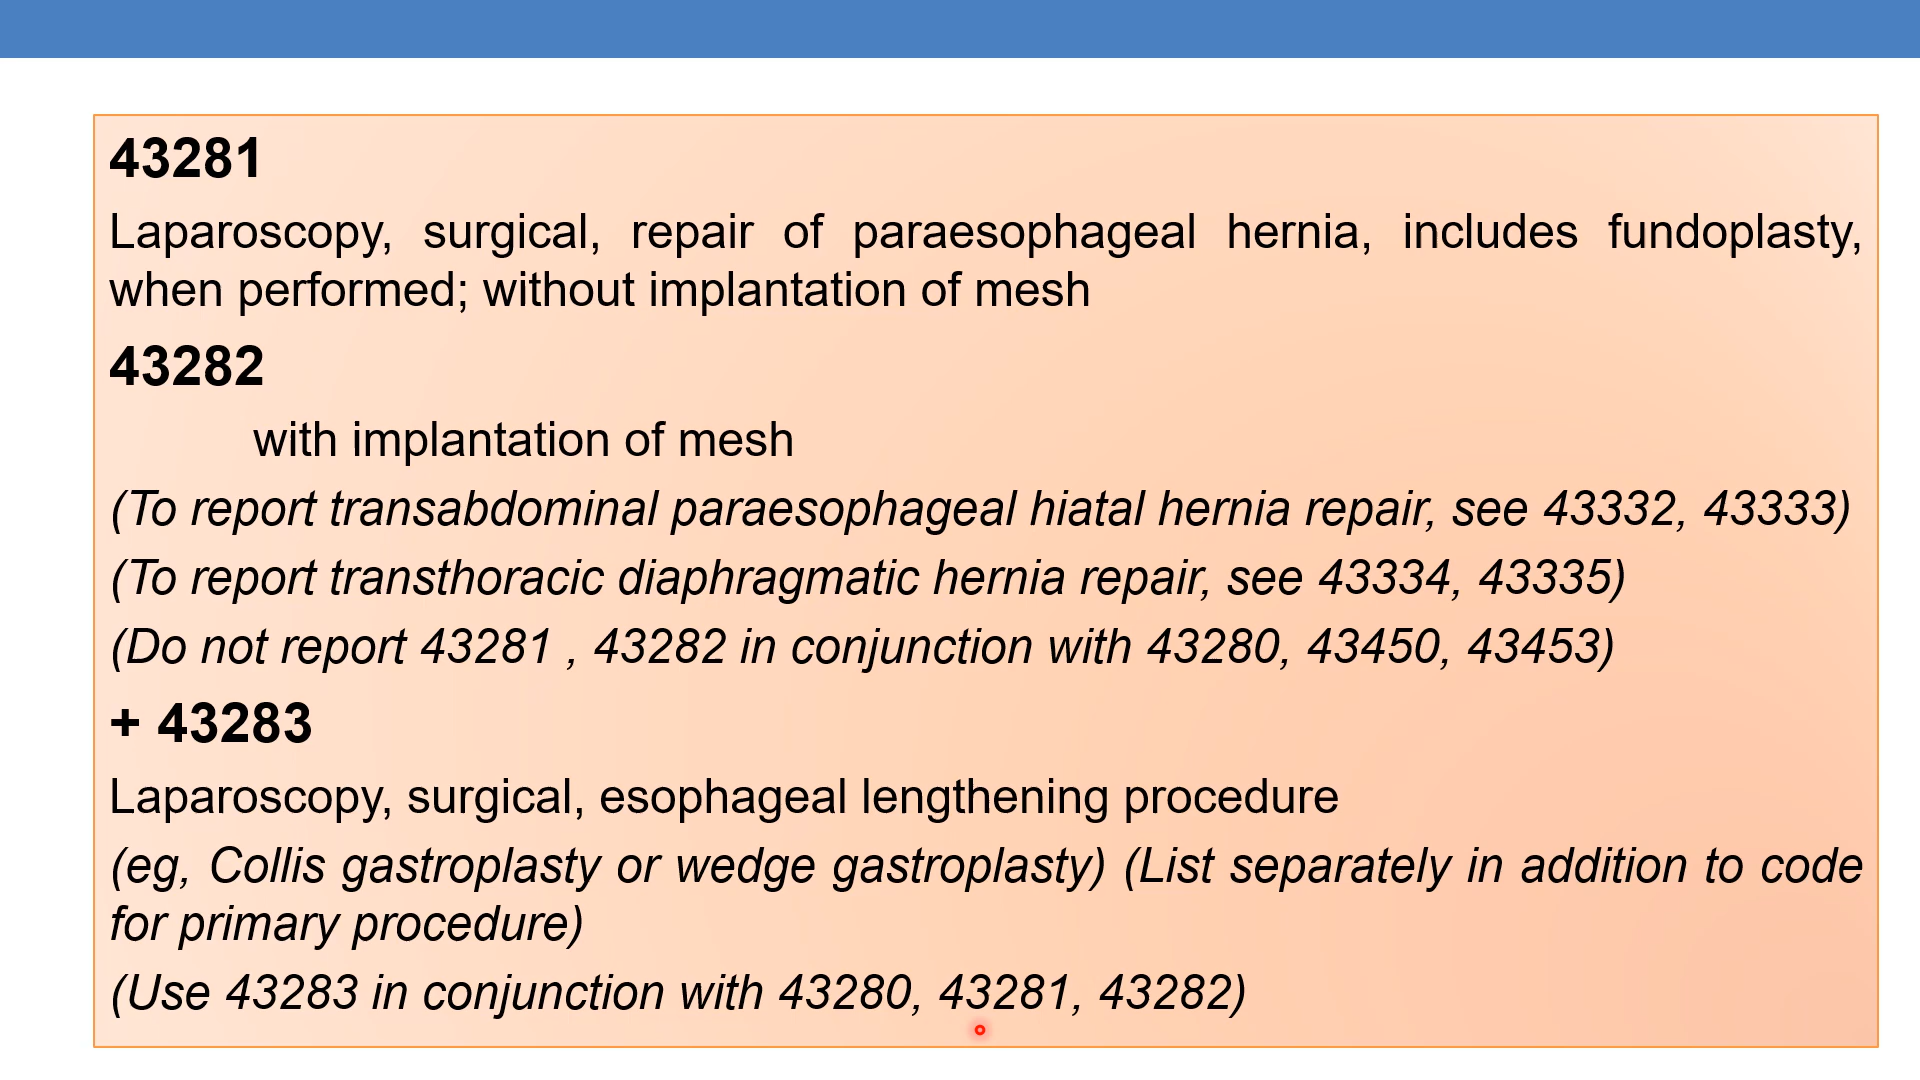 43281
Laparoscopy, surgical, repair of paraesophageal hernia, includes fundoplasty,
when performed; without implantation of mesh
43282
with implantation of mesh
(To report transabdominal paraesophageal hiatal hernia repair, see 43332, 43333)
(To report transthoracic diaphragmatic hernia repair, see 43334, 43335)
(Do not report 43281 , 43282 in conjunction with 43280, 43450, 43453)
+ 43283
Laparoscopy, surgical, esophageal lengthening procedure
(eg, Collis gastroplasty or wedge gastroplasty) (List separately in addition to code
for primary procedure)
(Use 43283 in conjunction with 43280, 43281, 43282)